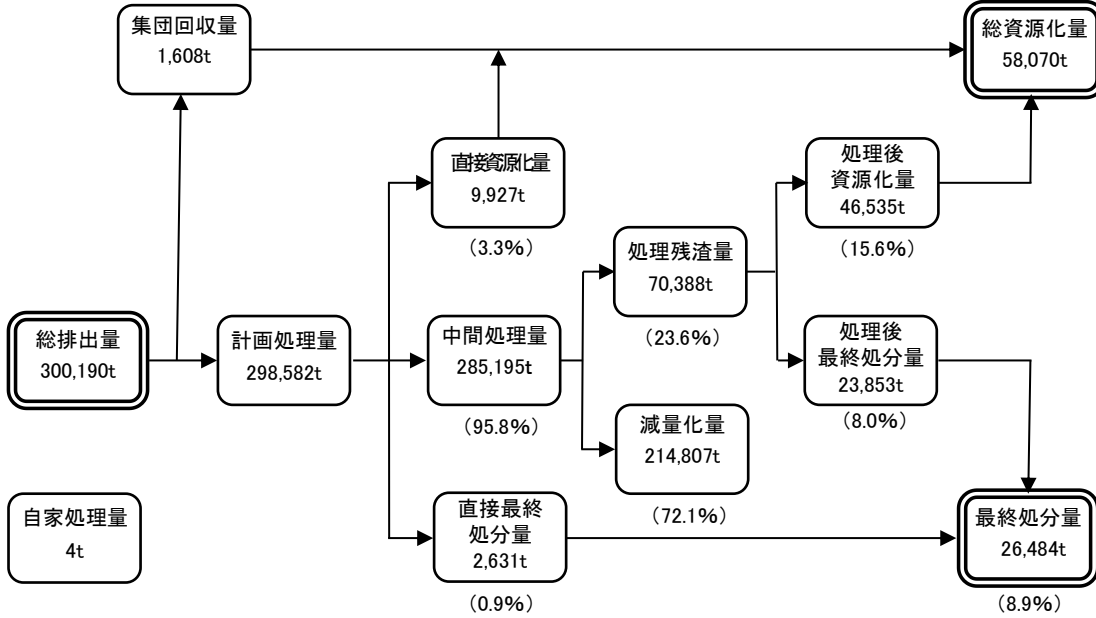 集団回収量
1,608t
総資源化量
58,070t
直接資源化量
9,927t
(3.3%)
処理後
資源化量
46,535t
(15.6%)
処理残渣量
70,388t
(23.6%)
総排出量
300,190t
計画処理量
298,582t
中間処理量
285,195t
(95.8%)
処理後
最終処分量
23,853t
(8.0%)
減量化量
214,807t
(72.1%)
自家処理量
4t
直接最終
処分量
2,631t
(0.9%)
最終処分量
26,484t
(8.9%)